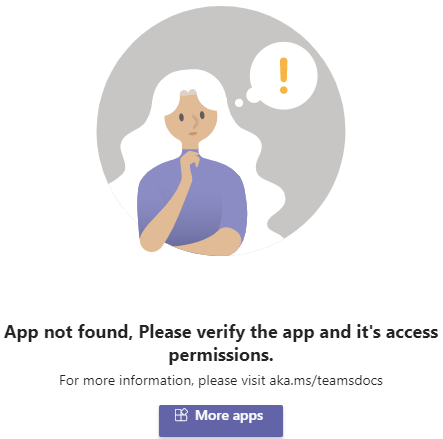 App not found, Please verify the app and it's access
permissions.
For more information, please visit aka.ms/teamsdocs
More apps